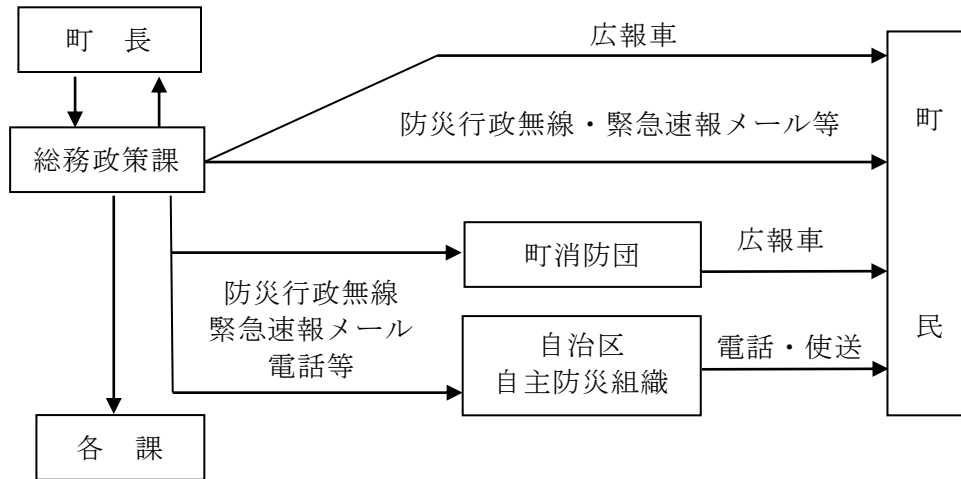 町　長
広報車
防災行政無線・緊急速報メール等
総務政策課
町消防団
広報車
防災行政無線
緊急速報メール
電話等
自治区
自主防災組織
電話・使送
各　課
町
民